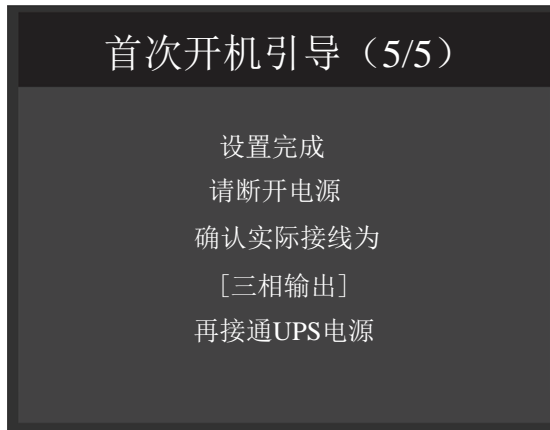 首次开机引导（5/5）
设置完成
请断开电源
确认实际接线为
［三相输出］
再接通UPS电源